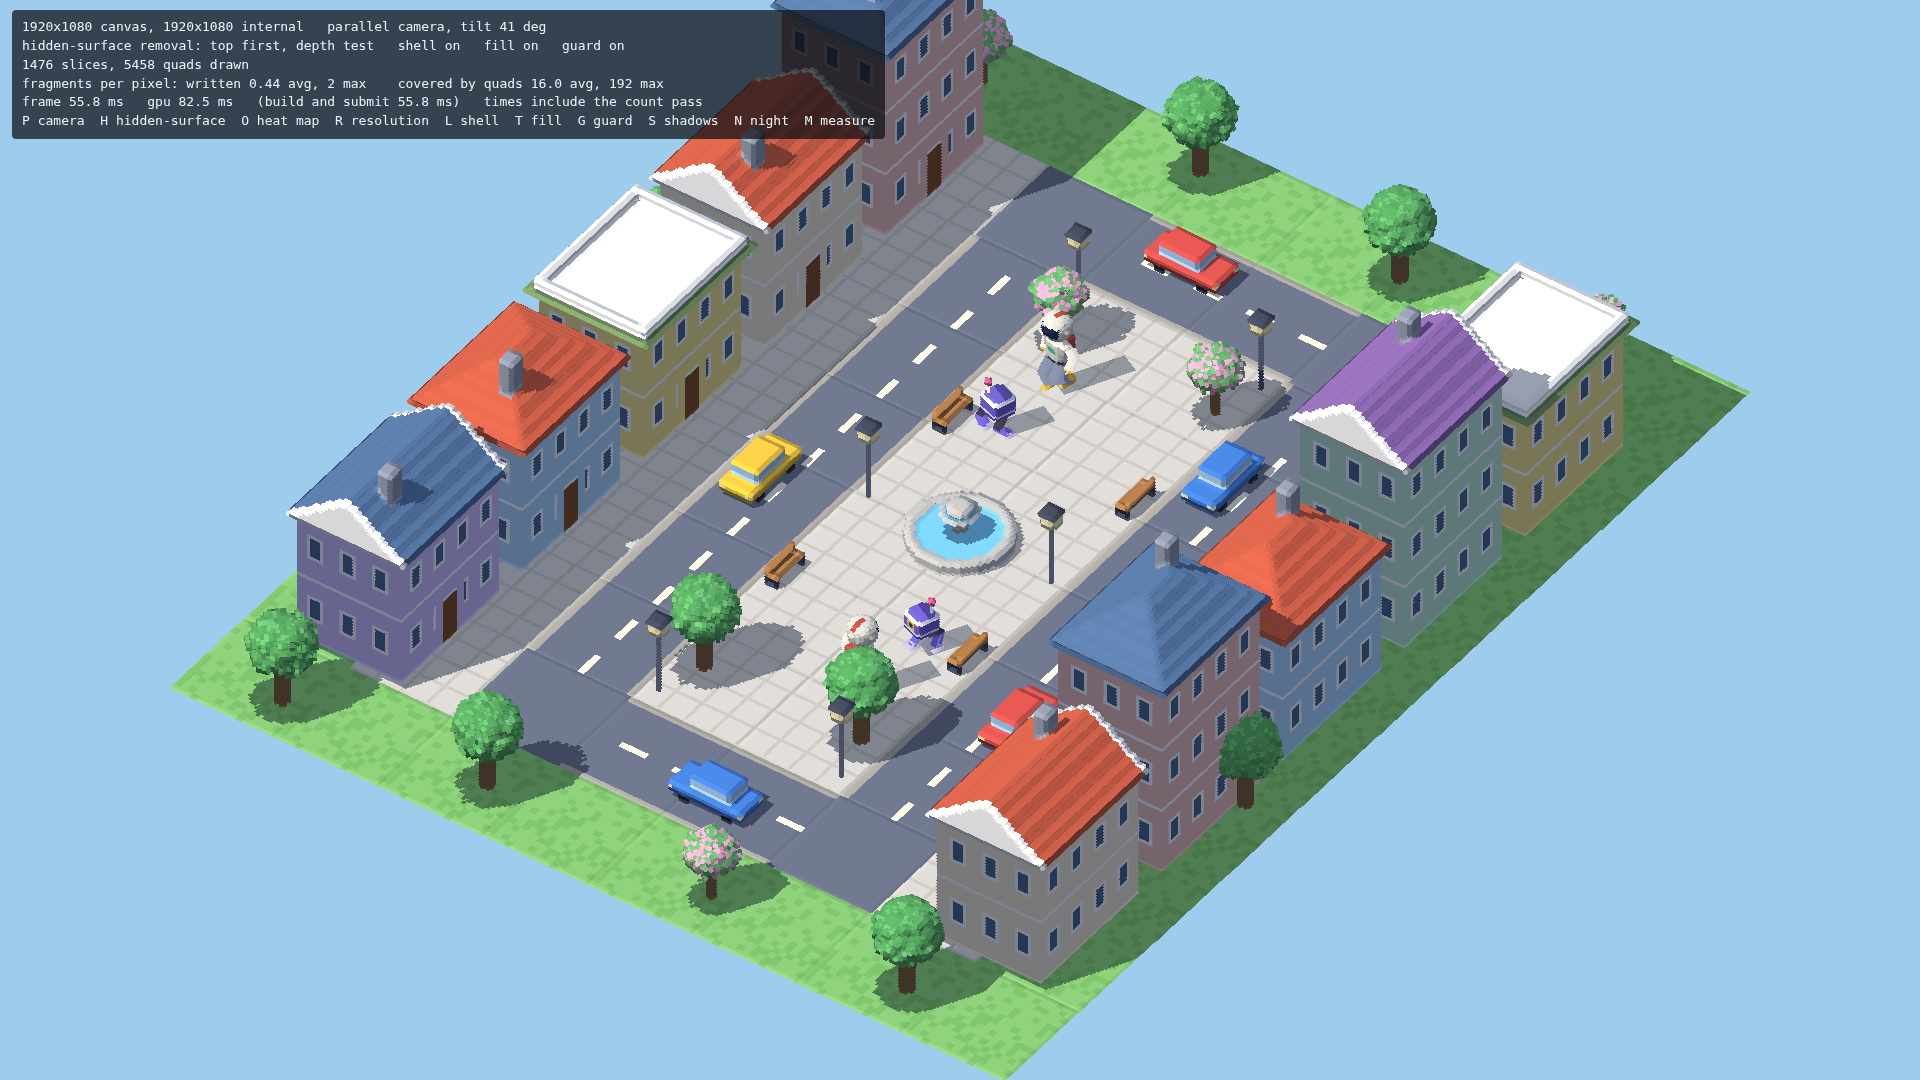 1920x1080 canvas, 1920x1080 internal   parallel camera, tilt 41 deg
hidden-surface removal: top first, depth test   shell on   fill on   guard on
1476 slices, 5458 quads drawn
fragments per pixel: written 0.44 avg, 2 max    covered by quads 16.0 avg, 192 max
frame 55.8 ms   gpu 82.5 ms   (build and submit 55.8 ms)   times include the count pass
P camera  H hidden-surface  O heat map  R resolution  L shell  T fill  G guard  S shadows  N night  M measure